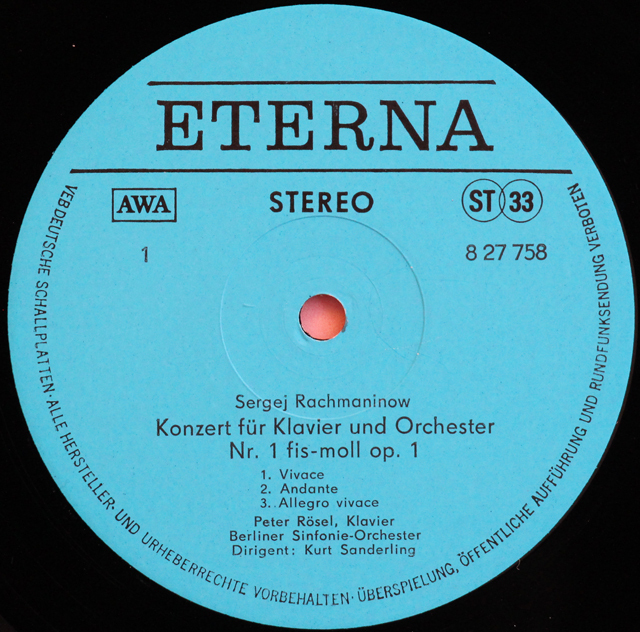 ETERNA
AWA
STEREO
ST 33
1
8 27 758
Sergej Rachmaninow
Konzert für Klavier und Orchester
Nr. 1 fis-moll op. 1
1. Vivace
2. Andante
3. Allegro vivace
Peter Rösel, Klavier
Berliner Sinfonie-Orchester
Dirigent: Kurt Sanderling
VEB DEUTSCHE SCHALLPLATTEN · ALLE HERSTELLER- UND URHEBERRECHTE VORBEHALTEN · ÜBERSPIELUNG, ÖFFENTLICHE AUFFÜHRUNG UND RUNDFUNKSENDUNG VERBOTEN